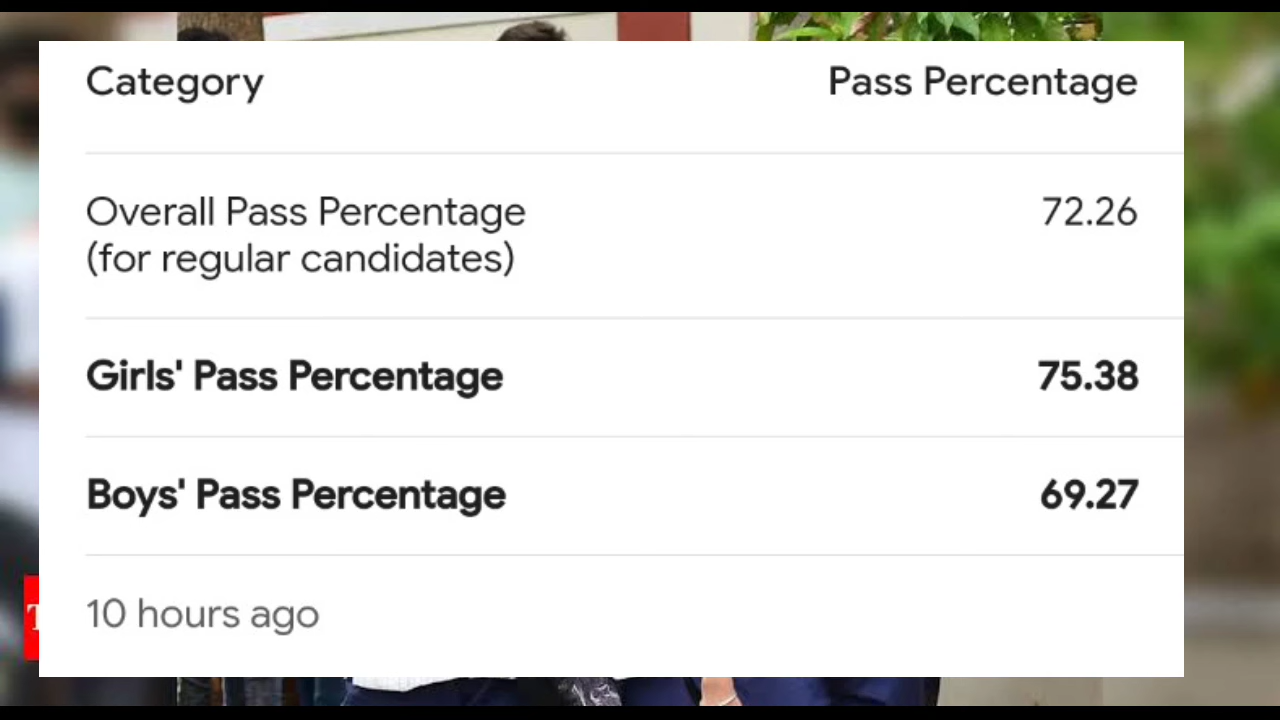 Category Pass Percentage
Overall Pass Percentage 72.26
(for regular candidates)
Girls' Pass Percentage 75.38
Boys' Pass Percentage 69.27
10 hours ago
T